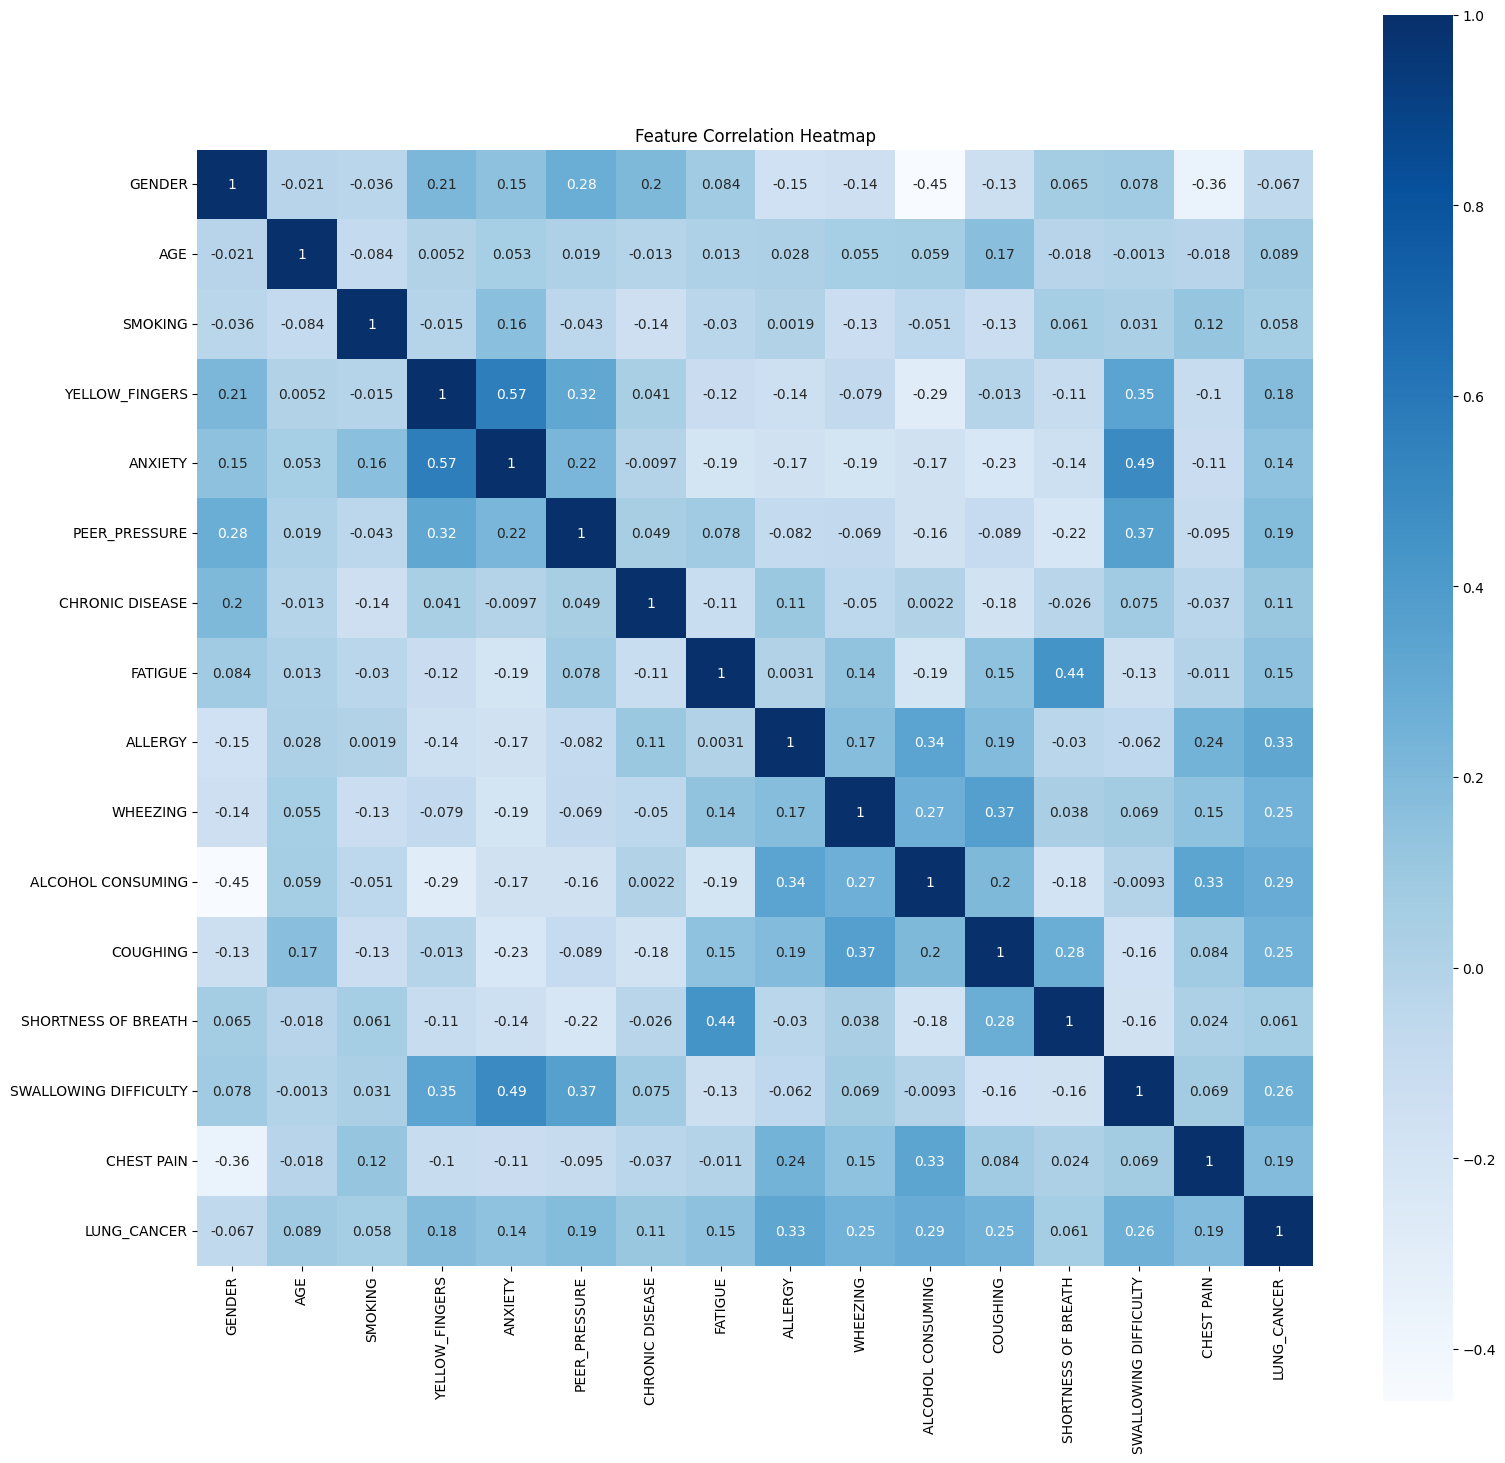 Feature Correlation Heatmap
GENDER 1 -0.021 -0.036 0.21 0.15 0.28 0.2 0.084 -0.15 -0.14 -0.45 -0.13 0.065 0.078 -0.36 -0.067
AGE -0.021 1 -0.084 0.0052 0.053 0.019 -0.013 0.013 0.028 0.055 0.059 0.17 -0.018 -0.0013 -0.018 0.089
SMOKING -0.036 -0.084 1 -0.015 0.16 -0.043 -0.14 -0.03 0.0019 -0.13 -0.051 -0.13 0.061 0.031 0.12 0.058
YELLOW_FINGERS 0.21 0.0052 -0.015 1 0.57 0.32 0.041 -0.12 -0.14 -0.079 -0.29 -0.013 -0.11 0.35 -0.1 0.18
ANXIETY 0.15 0.053 0.16 0.57 1 0.22 -0.0097 -0.19 -0.17 -0.19 -0.17 -0.23 -0.14 0.49 -0.11 0.14
PEER_PRESSURE 0.28 0.019 -0.043 0.32 0.22 1 0.049 0.078 -0.082 -0.069 -0.16 -0.089 -0.22 0.37 -0.095 0.19
CHRONIC DISEASE 0.2 -0.013 -0.14 0.041 -0.0097 0.049 1 -0.11 0.11 -0.05 0.0022 -0.18 -0.026 0.075 -0.037 0.11
FATIGUE 0.084 0.013 -0.03 -0.12 -0.19 0.078 -0.11 1 0.0031 0.14 -0.19 0.15 0.44 -0.13 -0.011 0.15
ALLERGY -0.15 0.028 0.0019 -0.14 -0.17 -0.082 0.11 0.0031 1 0.17 0.34 0.19 -0.03 -0.062 0.24 0.33
WHEEZING -0.14 0.055 -0.13 -0.079 -0.19 -0.069 -0.05 0.14 0.17 1 0.27 0.37 0.038 0.069 0.15 0.25
ALCOHOL CONSUMING -0.45 0.059 -0.051 -0.29 -0.17 -0.16 0.0022 -0.19 0.34 0.27 1 0.2 -0.18 -0.0093 0.33 0.29
COUGHING -0.13 0.17 -0.13 -0.013 -0.23 -0.089 -0.18 0.15 0.19 0.37 0.2 1 0.28 -0.16 0.084 0.25
SHORTNESS OF BREATH 0.065 -0.018 0.061 -0.11 -0.14 -0.22 -0.026 0.44 -0.03 0.038 -0.18 0.28 1 -0.16 0.024 0.061
SWALLOWING DIFFICULTY 0.078 -0.0013 0.031 0.35 0.49 0.37 0.075 -0.13 -0.062 0.069 -0.0093 -0.16 -0.16 1 0.069 0.26
CHEST PAIN -0.36 -0.018 0.12 -0.1 -0.11 -0.095 -0.037 -0.011 0.24 0.15 0.33 0.084 0.024 0.069 1 0.19
LUNG_CANCER -0.067 0.089 0.058 0.18 0.14 0.19 0.11 0.15 0.33 0.25 0.29 0.25 0.061 0.26 0.19 1
GENDER
AGE
SMOKING
YELLOW_FINGERS
ANXIETY
PEER_PRESSURE
CHRONIC DISEASE
FATIGUE
ALLERGY
WHEEZING
ALCOHOL CONSUMING
COUGHING
SHORTNESS OF BREATH
SWALLOWING DIFFICULTY
CHEST PAIN
LUNG_CANCER
1.0
0.8
0.6
0.4
0.2
0.0
−0.2
−0.4